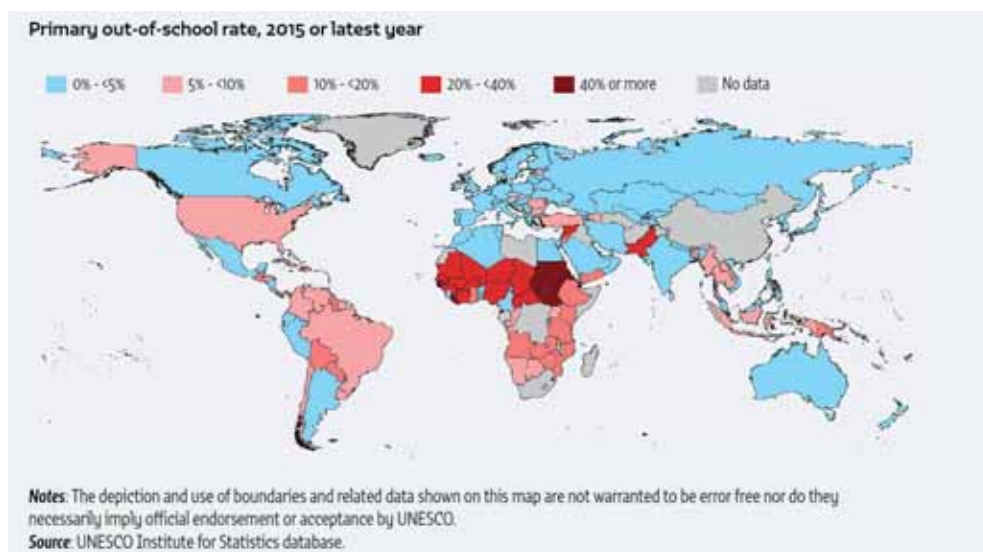 Primary out-of-school rate, 2015 or latest year
0% - <5% 5% - <10% 10% - <20% 20% - <40% 40% or more No data
Notes: The depiction and use of boundaries and related data shown on this map are not warranted to be error free nor do they
necessarily imply official endorsement or acceptance by UNESCO.
Source: UNESCO Institute for Statistics database.